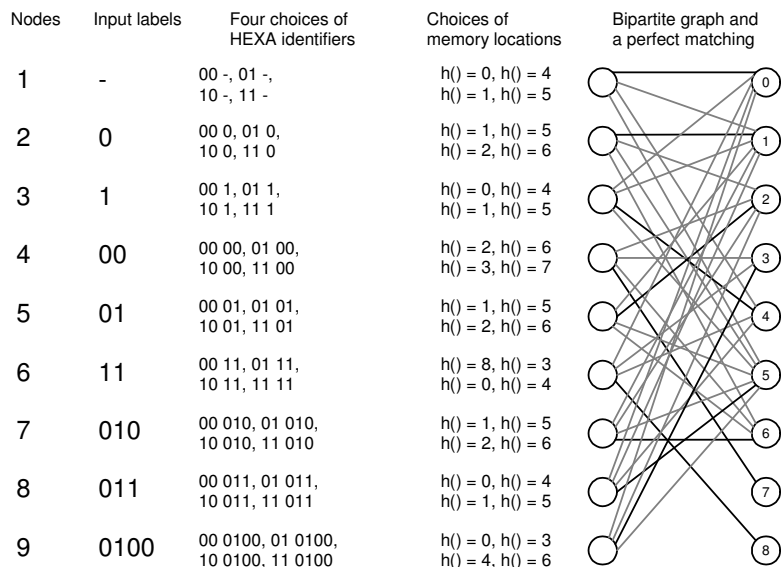 Nodes Input labels Four choices of HEXA identifiers Choices of memory locations Bipartite graph and a perfect matching
1 - 00 -, 01 -, h() = 0, h() = 4 0
10 -, 11 - h() = 1, h() = 5
2 0 00 0, 01 0, h() = 1, h() = 5 1
10 0, 11 0 h() = 2, h() = 6
3 1 00 1, 01 1, h() = 0, h() = 4 2
10 1, 11 1 h() = 1, h() = 5
4 00 00 00, 01 00, h() = 2, h() = 6 3
10 00, 11 00 h() = 3, h() = 7
5 01 00 01, 01 01, h() = 1, h() = 5 4
10 01, 11 01 h() = 2, h() = 6
6 11 00 11, 01 11, h() = 8, h() = 3 5
10 11, 11 11 h() = 0, h() = 4
7 010 00 010, 01 010, h() = 1, h() = 5 6
10 010, 11 010 h() = 2, h() = 6
8 011 00 011, 01 011, h() = 0, h() = 4 7
10 011, 11 011 h() = 1, h() = 5
9 0100 00 0100, 01 0100, h() = 0, h() = 3 8
10 0100, 11 0100 h() = 4, h() = 6